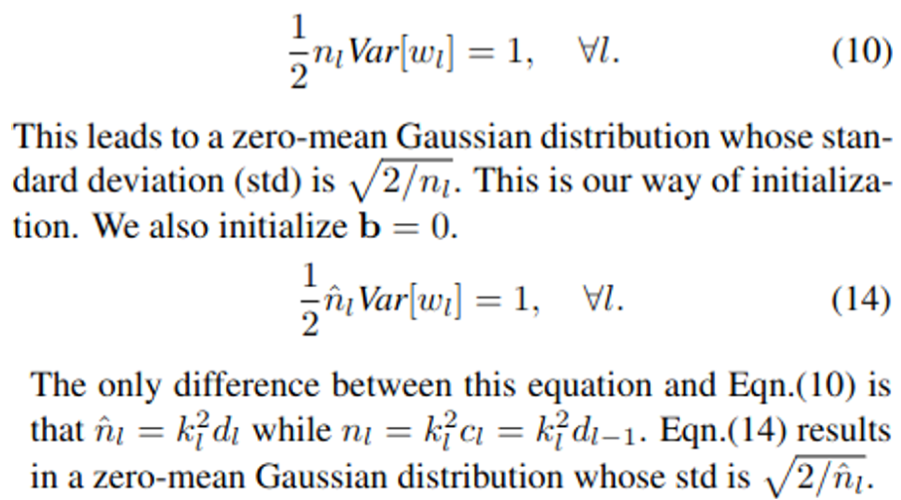 $\frac{1}{2} n_l Var[w_l] = 1, \quad \forall l.$ (10)
This leads to a zero-mean Gaussian distribution whose stan-
dard deviation (std) is $\sqrt{2/n_l}$. This is our way of initializa-
tion. We also initialize $\mathbf{b} = 0$.
$\frac{1}{2} \hat{n}_l Var[w_l] = 1, \quad \forall l.$ (14)
The only difference between this equation and Eqn.(10) is
that $\hat{n}_l = k_l^2 d_l$ while $n_l = k_l^2 c_l = k_l^2 d_{l-1}$. Eqn.(14) results
in a zero-mean Gaussian distribution whose std is $\sqrt{2/\hat{n}_l}$.